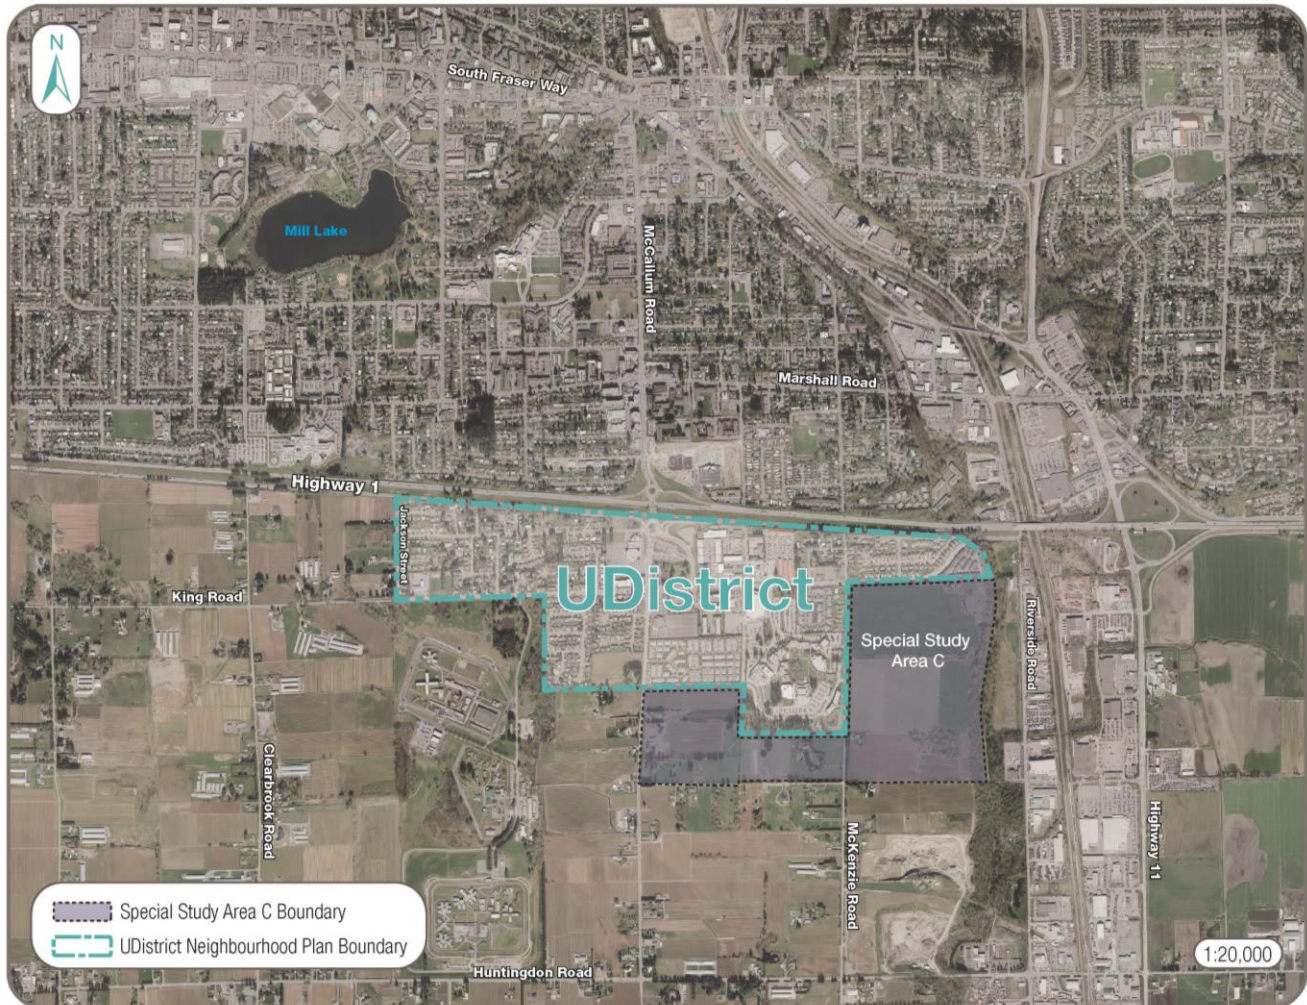 N
South Fraser Way
Mill Lake
McCallum Road
Marshall Road
Highway 1
Jackson Street
King Road
UDistrict
Special Study
Area C
Riverside Road
Clearbrook Road
McKenzie Road
Highway 11
Special Study Area C Boundary
UDistrict Neighbourhood Plan Boundary
Huntingdon Road
1:20,000